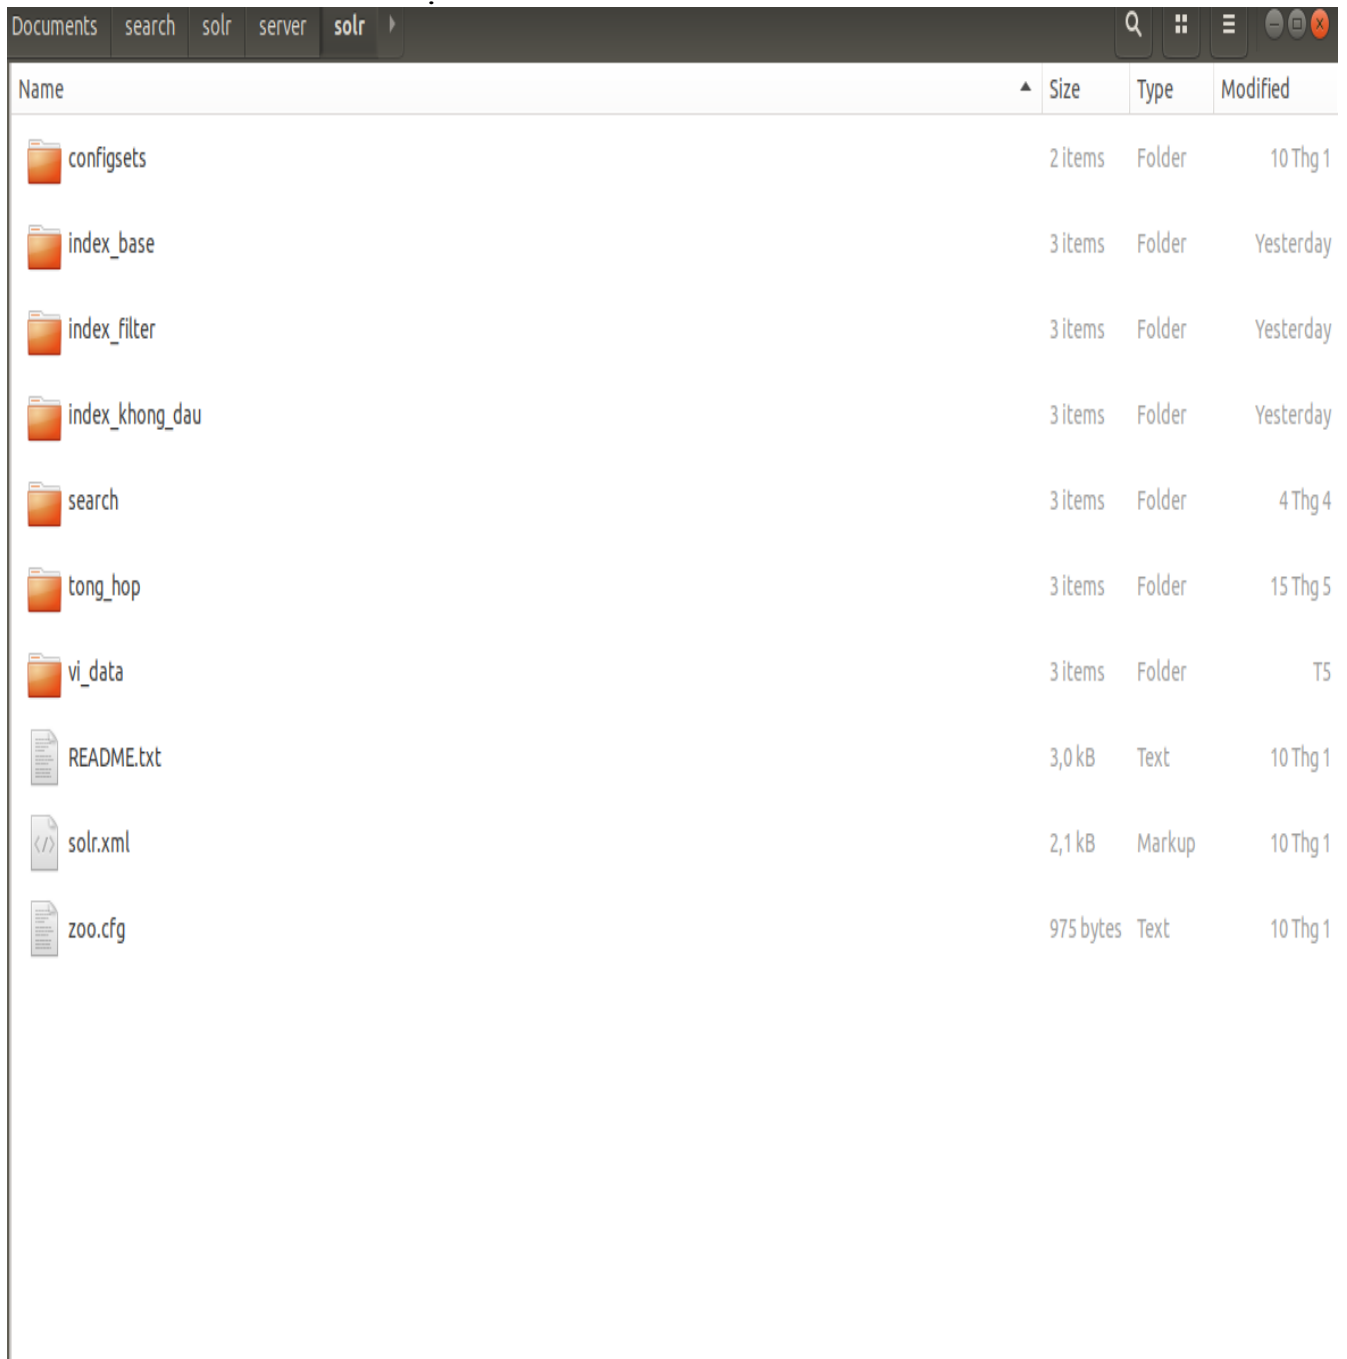 Documents search solr server solr
Name Size Type Modified
configsets 2 items Folder 10 Thg 1
index_base 3 items Folder Yesterday
index_filter 3 items Folder Yesterday
index_khong_dau 3 items Folder Yesterday
search 3 items Folder 4 Thg 4
tong_hop 3 items Folder 15 Thg 5
vi_data 3 items Folder T5
README.txt 3,0 kB Text 10 Thg 1
solr.xml 2,1 kB Markup 10 Thg 1
zoo.cfg 975 bytes Text 10 Thg 1